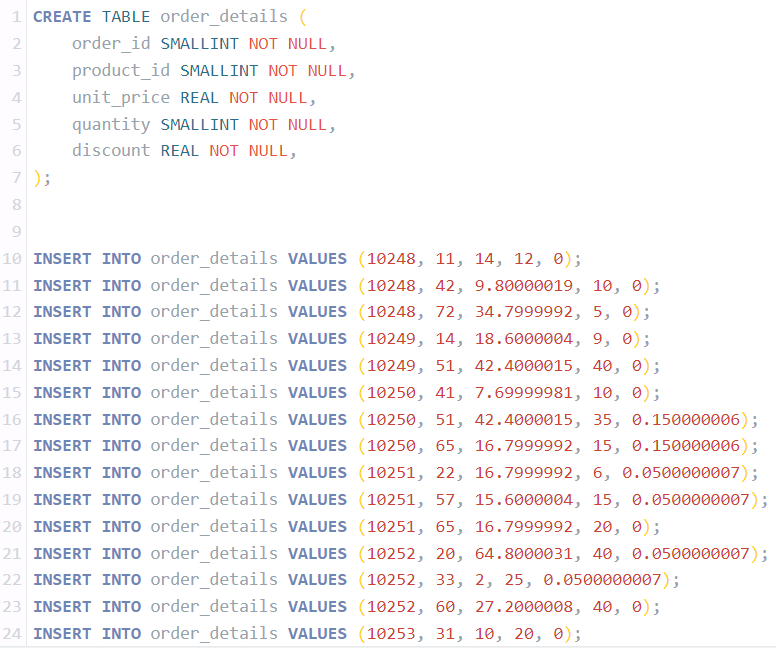 1 CREATE TABLE order_details (
2     order_id SMALLINT NOT NULL,
3     product_id SMALLINT NOT NULL,
4     unit_price REAL NOT NULL,
5     quantity SMALLINT NOT NULL,
6     discount REAL NOT NULL,
7 );
8
9
10 INSERT INTO order_details VALUES (10248, 11, 14, 12, 0);
11 INSERT INTO order_details VALUES (10248, 42, 9.80000019, 10, 0);
12 INSERT INTO order_details VALUES (10248, 72, 34.7999992, 5, 0);
13 INSERT INTO order_details VALUES (10249, 14, 18.6000004, 9, 0);
14 INSERT INTO order_details VALUES (10249, 51, 42.4000015, 40, 0);
15 INSERT INTO order_details VALUES (10250, 41, 7.69999981, 10, 0);
16 INSERT INTO order_details VALUES (10250, 51, 42.4000015, 35, 0.150000006);
17 INSERT INTO order_details VALUES (10250, 65, 16.7999992, 15, 0.150000006);
18 INSERT INTO order_details VALUES (10251, 22, 16.7999992, 6, 0.0500000007);
19 INSERT INTO order_details VALUES (10251, 57, 15.6000004, 15, 0.0500000007);
20 INSERT INTO order_details VALUES (10251, 65, 16.7999992, 20, 0);
21 INSERT INTO order_details VALUES (10252, 20, 64.8000031, 40, 0.0500000007);
22 INSERT INTO order_details VALUES (10252, 33, 2, 25, 0.0500000007);
23 INSERT INTO order_details VALUES (10252, 60, 27.2000008, 40, 0);
24 INSERT INTO order_details VALUES (10253, 31, 10, 20, 0);